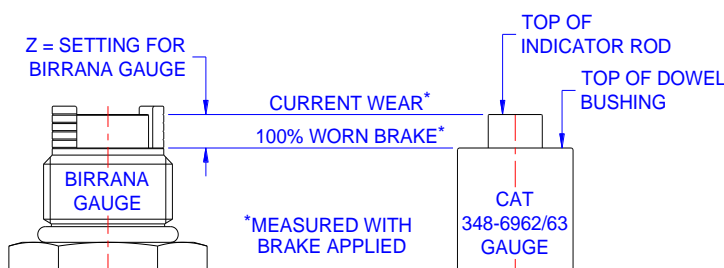 Z = SETTING FOR
BIRRANA GAUGE
TOP OF
INDICATOR ROD
TOP OF DOWEL
BUSHING
CURRENT WEAR*
100% WORN BRAKE*
BIRRANA
GAUGE
*MEASURED WITH
BRAKE APPLIED
CAT
348-6962/63
GAUGE